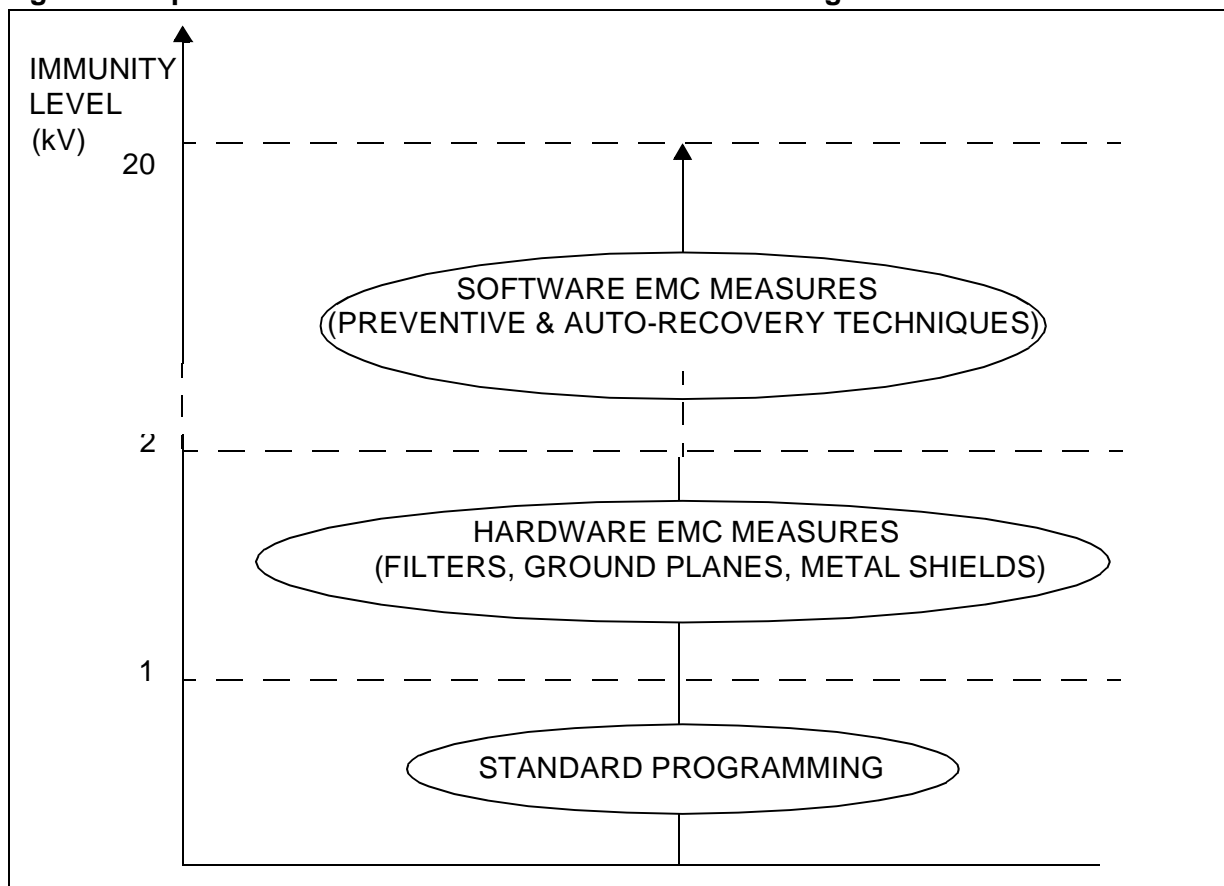 IMMUNITY
LEVEL
(kV)
20
SOFTWARE EMC MEASURES
(PREVENTIVE & AUTO-RECOVERY TECHNIQUES)
2
HARDWARE EMC MEASURES
(FILTERS, GROUND PLANES, METAL SHIELDS)
1
STANDARD PROGRAMMING